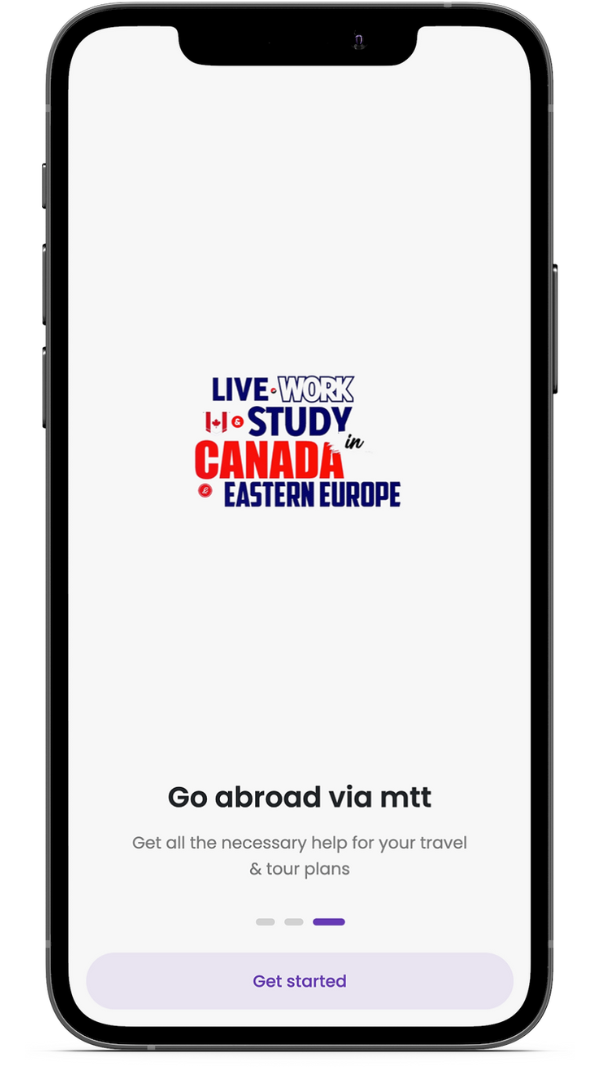 LIVE WORK
& STUDY
in
CANADA
& EASTERN EUROPE
Go abroad via mtt
Get all the necessary help for your travel
& tour plans
Get started